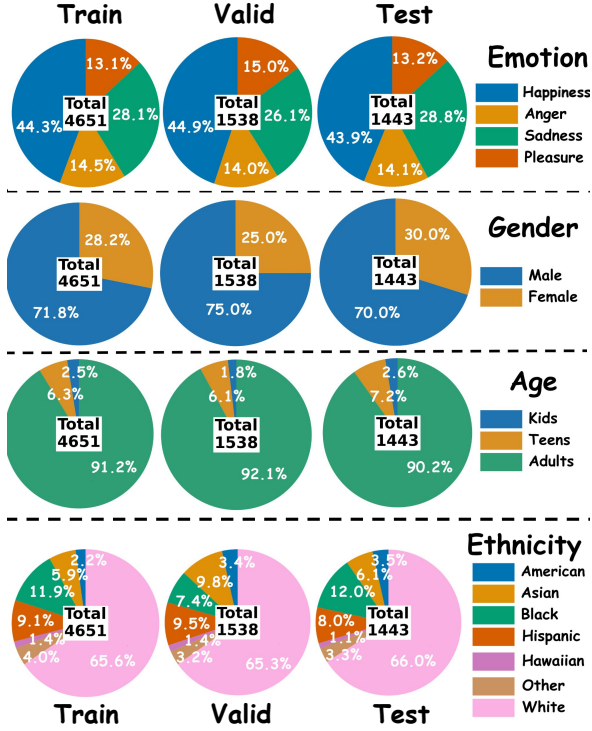 Train Valid Test
Emotion
13.1% 28.1% 14.5% 44.3% Total 4651
15.0% 26.1% 14.0% 44.9% Total 1538
13.2% 28.8% 14.1% 43.9% Total 1443
Happiness
Anger
Sadness
Pleasure
Gender
28.2% 71.8% Total 4651
25.0% 75.0% Total 1538
30.0% 70.0% Total 1443
Male
Female
Age
2.5% 6.3% 91.2% Total 4651
1.8% 6.1% 92.1% Total 1538
2.6% 7.2% 90.2% Total 1443
Kids
Teens
Adults
Ethnicity
2.2% 5.9% 11.9% 9.1% 1.4% 4.0% 65.6% Total 4651
3.4% 9.8% 7.4% 9.5% 1.4% 3.2% 65.3% Total 1538
3.5% 6.1% 12.0% 8.0% 1.1% 3.3% 66.0% Total 1443
American
Asian
Black
Hispanic
Hawaiian
Other
White
Train Valid Test